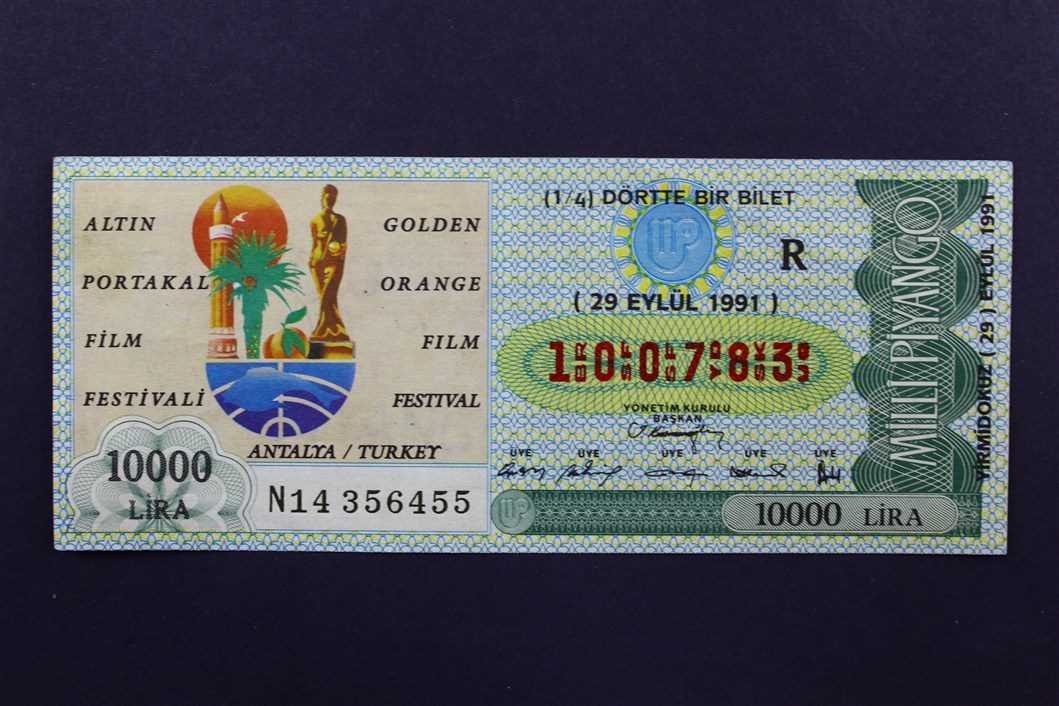 ALTIN
PORTAKAL
FİLM
FESTİVALİ
GOLDEN
ORANGE
FILM
FESTIVAL
ANTALYA / TURKEY
10000
LİRA
N14 356455
(1/4) DÖRTTE BİR BİLET
MP
R
( 29 EYLÜL 1991 )
1 0 0 7 8 3
YÖNETİM KURULU
BAŞKAN
ÜYE ÜYE ÜYE ÜYE ÜYE
MP
10000 LİRA
MİLLİ PİYANGO
YİRMİDOKUZ ( 29 ) EYLÜL 1991